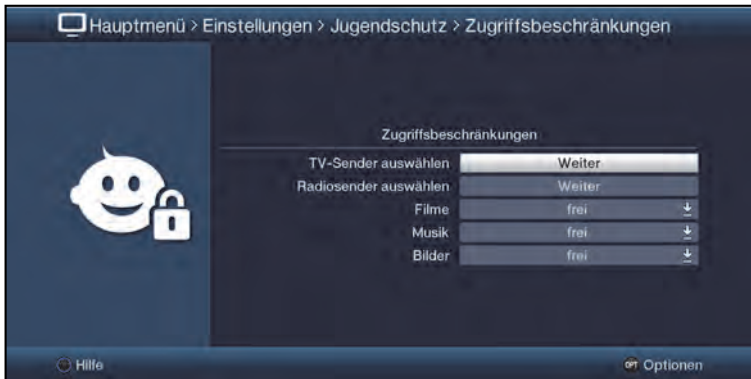 Hauptmenü > Einstellungen > Jugendschutz > Zugriffsbeschränkungen
Zugriffsbeschränkungen
TV-Sender auswählen Weiter
Radiosender auswählen Weiter
Filme frei
Musik frei
Bilder frei
Hilfe OPT Optionen